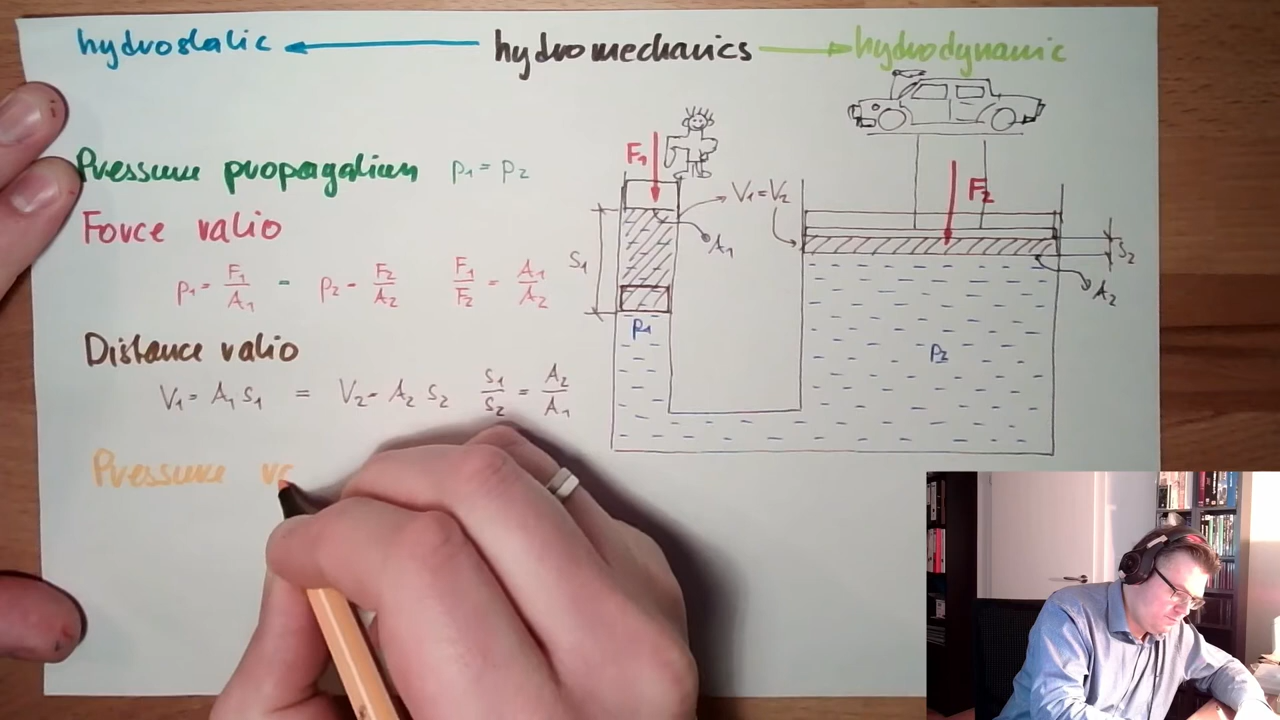 hydrostatic ← hydromechanics → hydrodynamic
Pressure propagation p₁ = p₂
Force ratio
p₁ = F₁/A₁ = p₂ = F₂/A₂ F₁/F₂ = A₁/A₂
Distance ratio
V₁ = A₁ s₁ = V₂ = A₂ s₂ s₁/s₂ = A₂/A₁
Pressure
F₁
V₁ = V₂
F₂
A₁
s₁
s₂
A₂
p₁
p₂